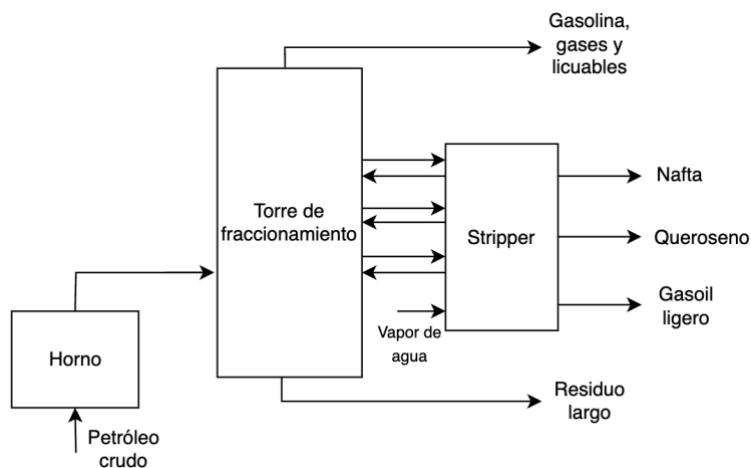 Gasolina,
gases y
licuables
Torre de
fraccionamiento
Stripper
Nafta
Queroseno
Gasoil
ligero
Vapor de
agua
Horno
Petróleo
crudo
Residuo
largo